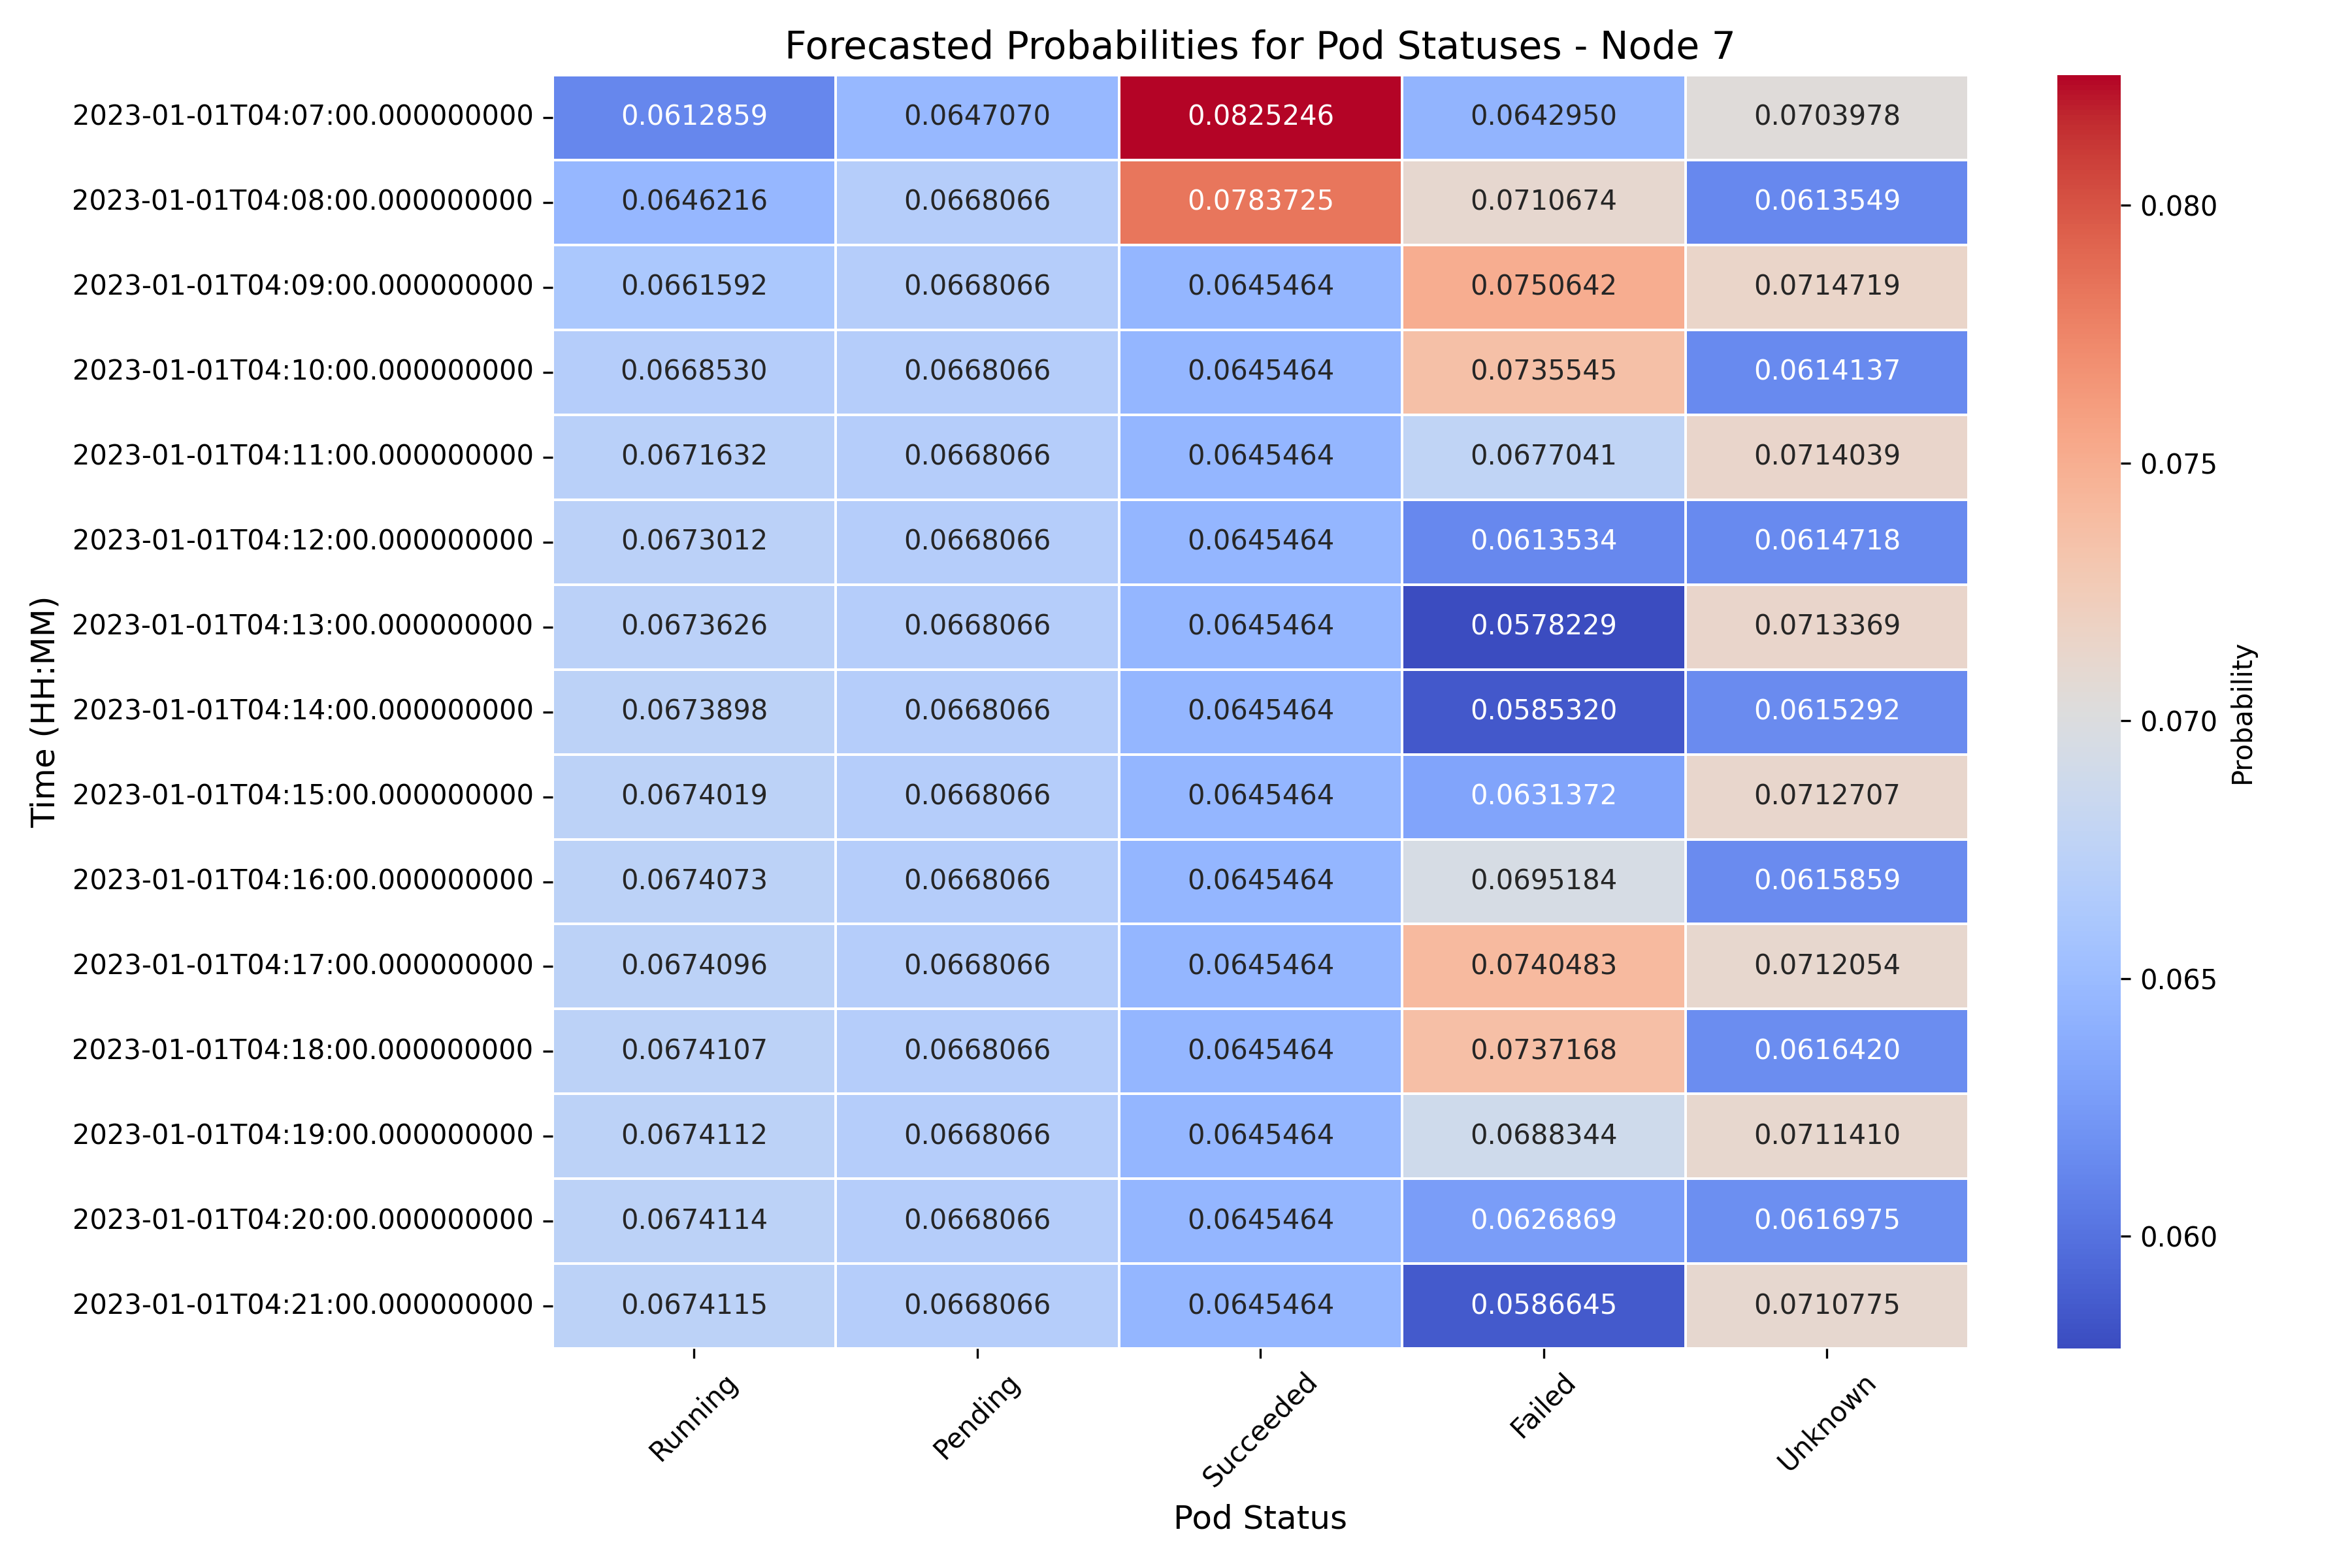 Forecasted Probabilities for Pod Statuses - Node 7
2023-01-01T04:07:00.000000000 0.0612859 0.0647070 0.0825246 0.0642950 0.0703978
2023-01-01T04:08:00.000000000 0.0646216 0.0668066 0.0783725 0.0710674 0.0613549
2023-01-01T04:09:00.000000000 0.0661592 0.0668066 0.0645464 0.0750642 0.0714719
2023-01-01T04:10:00.000000000 0.0668530 0.0668066 0.0645464 0.0735545 0.0614137
2023-01-01T04:11:00.000000000 0.0671632 0.0668066 0.0645464 0.0677041 0.0714039
2023-01-01T04:12:00.000000000 0.0673012 0.0668066 0.0645464 0.0613534 0.0614718
2023-01-01T04:13:00.000000000 0.0673626 0.0668066 0.0645464 0.0578229 0.0713369
2023-01-01T04:14:00.000000000 0.0673898 0.0668066 0.0645464 0.0585320 0.0615292
2023-01-01T04:15:00.000000000 0.0674019 0.0668066 0.0645464 0.0631372 0.0712707
2023-01-01T04:16:00.000000000 0.0674073 0.0668066 0.0645464 0.0695184 0.0615859
2023-01-01T04:17:00.000000000 0.0674096 0.0668066 0.0645464 0.0740483 0.0712054
2023-01-01T04:18:00.000000000 0.0674107 0.0668066 0.0645464 0.0737168 0.0616420
2023-01-01T04:19:00.000000000 0.0674112 0.0668066 0.0645464 0.0688344 0.0711410
2023-01-01T04:20:00.000000000 0.0674114 0.0668066 0.0645464 0.0626869 0.0616975
2023-01-01T04:21:00.000000000 0.0674115 0.0668066 0.0645464 0.0586645 0.0710775
Running Pending Succeeded Failed Unknown
Pod Status
Time (HH:MM)
0.080
0.075
0.070
0.065
0.060
Probability